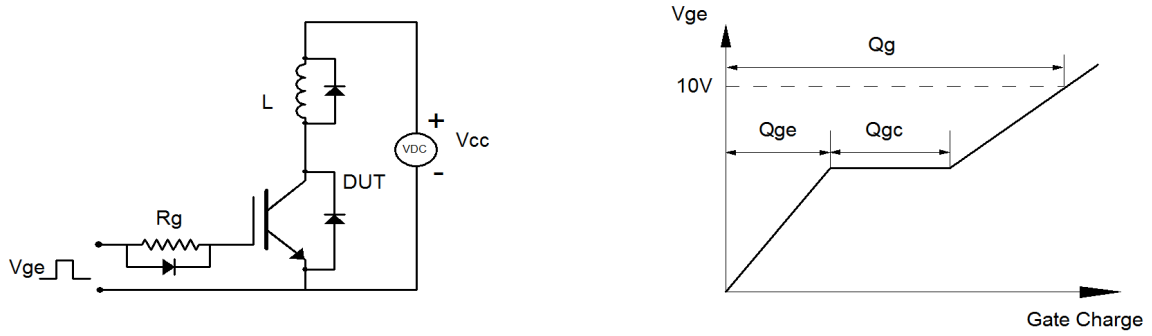 L
VDC
+
-
Vcc
DUT
Rg
Vge
Vge
10V
Qg
Qge
Qgc
Gate Charge